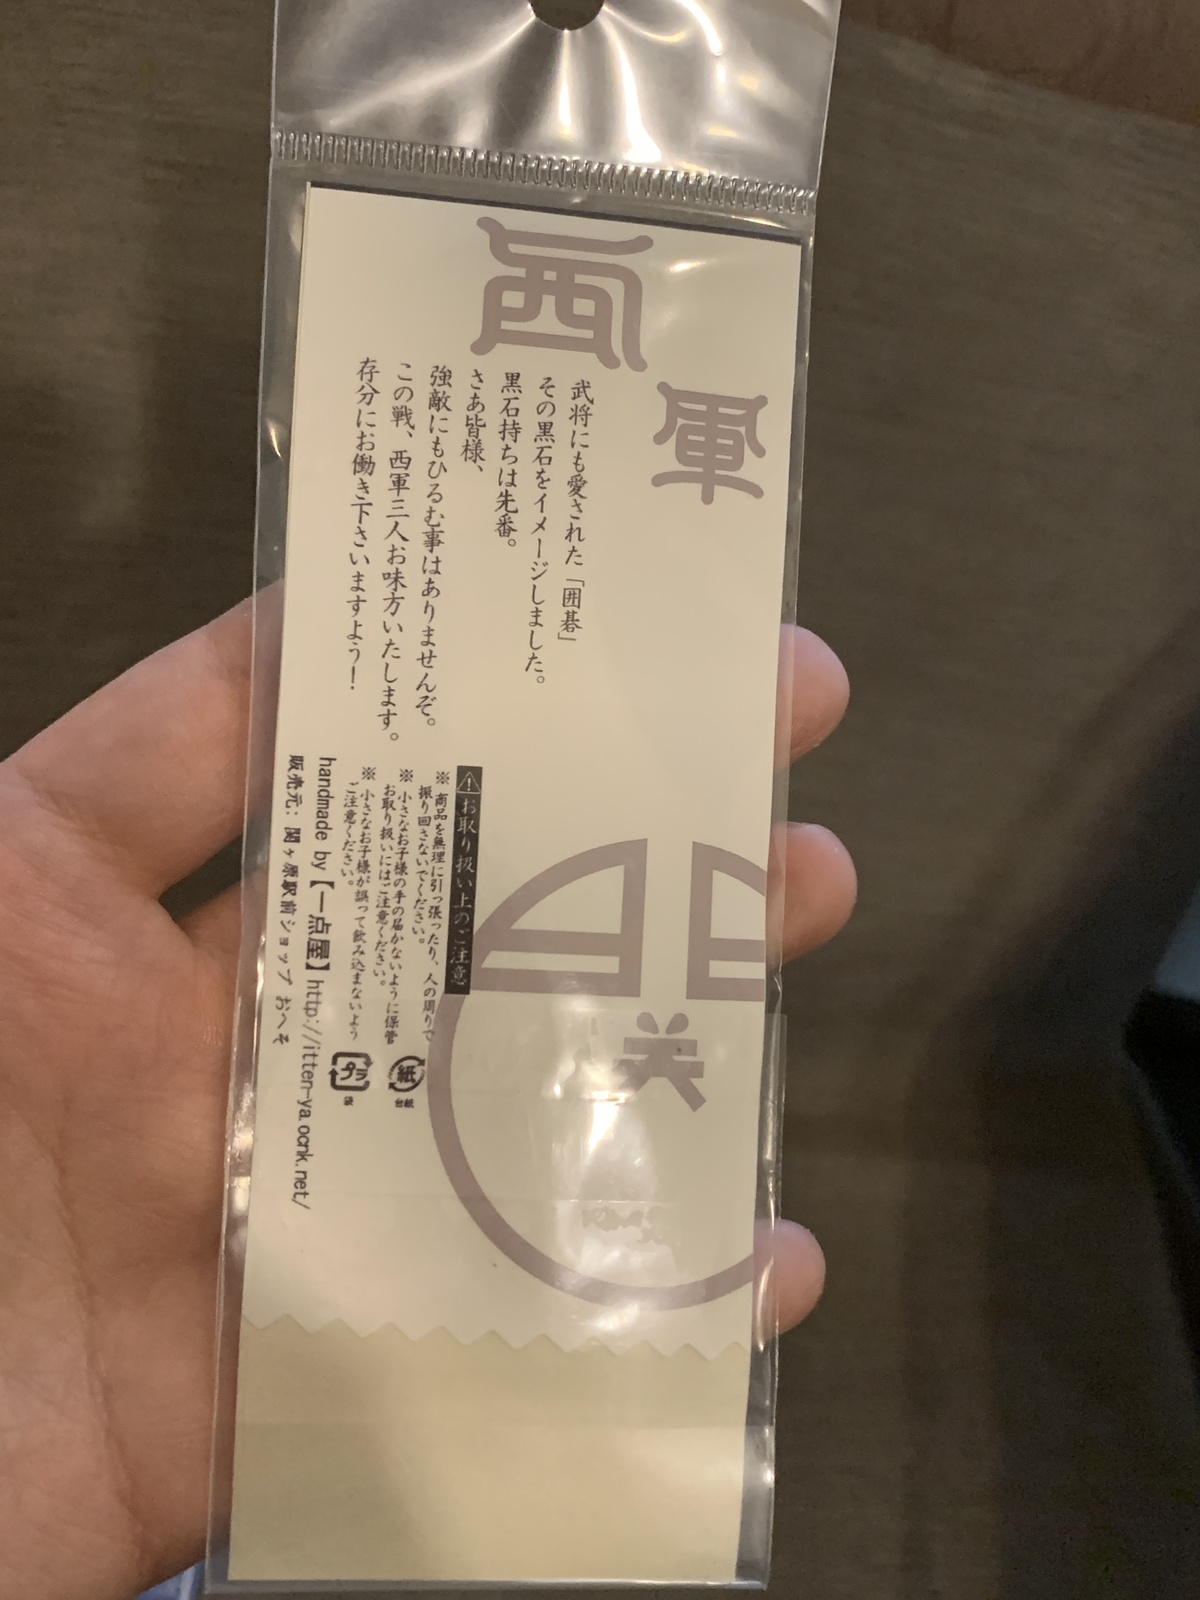 西軍
武将にも愛された「囲碁」
その黒石をイメージしました。
黒石持ちは先番。
さあ皆様、
強敵にもひるむ事はありませんぞ。
この戦、西軍三人お味方いたします。
存分にお働き下さいますよう！
お取り扱い上のご注意
※商品を無理に引っ張ったり、人の周りで
振り回さないでください。
※小さなお子様の手の届かないように保管
お取り扱いにはご注意ください。
※小さなお子様が誤って飲み込まないよう
ご注意ください。
紙
台紙
プラ
袋
handmade by【一点屋】http://itten-ya.ocnk.net/
販売元：関ヶ原駅前ショップ おへそ